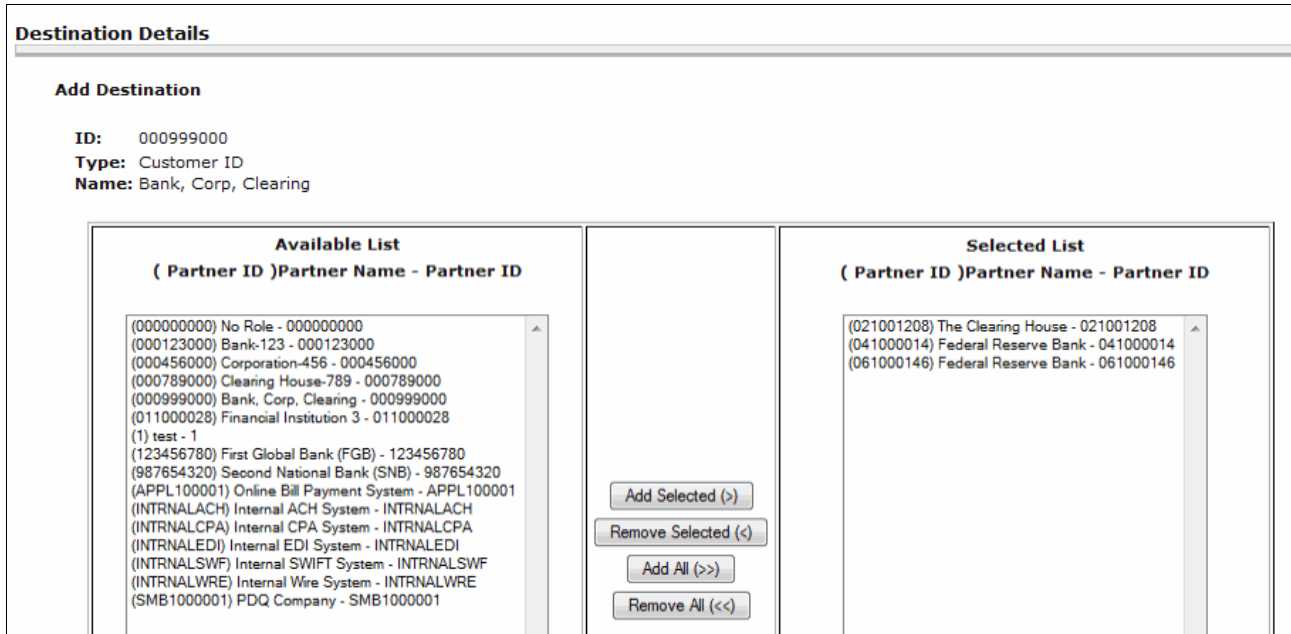 Destination Details
Add Destination
ID: 000999000
Type: Customer ID
Name: Bank, Corp, Clearing
Available List
( Partner ID )Partner Name - Partner ID
(000000000) No Role - 000000000
(000123000) Bank-123 - 000123000
(000456000) Corporation-456 - 000456000
(000789000) Clearing House-789 - 000789000
(000999000) Bank, Corp, Clearing - 000999000
(011000028) Financial Institution 3 - 011000028
(1) test - 1
(123456780) First Global Bank (FGB) - 123456780
(987654320) Second National Bank (SNB) - 987654320
(APPL100001) Online Bill Payment System - APPL100001
(INTRNALACH) Internal ACH System - INTRNALACH
(INTRNALCPA) Internal CPA System - INTRNALCPA
(INTRNALEDI) Internal EDI System - INTRNALEDI
(INTRNALSWF) Internal SWIFT System - INTRNALSWF
(INTRNALWRE) Internal Wire System - INTRNALWRE
(SMB1000001) PDQ Company - SMB1000001
Add Selected (>)
Remove Selected (<)
Add All (>>)
Remove All (<<)
Selected List
( Partner ID )Partner Name - Partner ID
(021001208) The Clearing House - 021001208
(041000014) Federal Reserve Bank - 041000014
(061000146) Federal Reserve Bank - 061000146